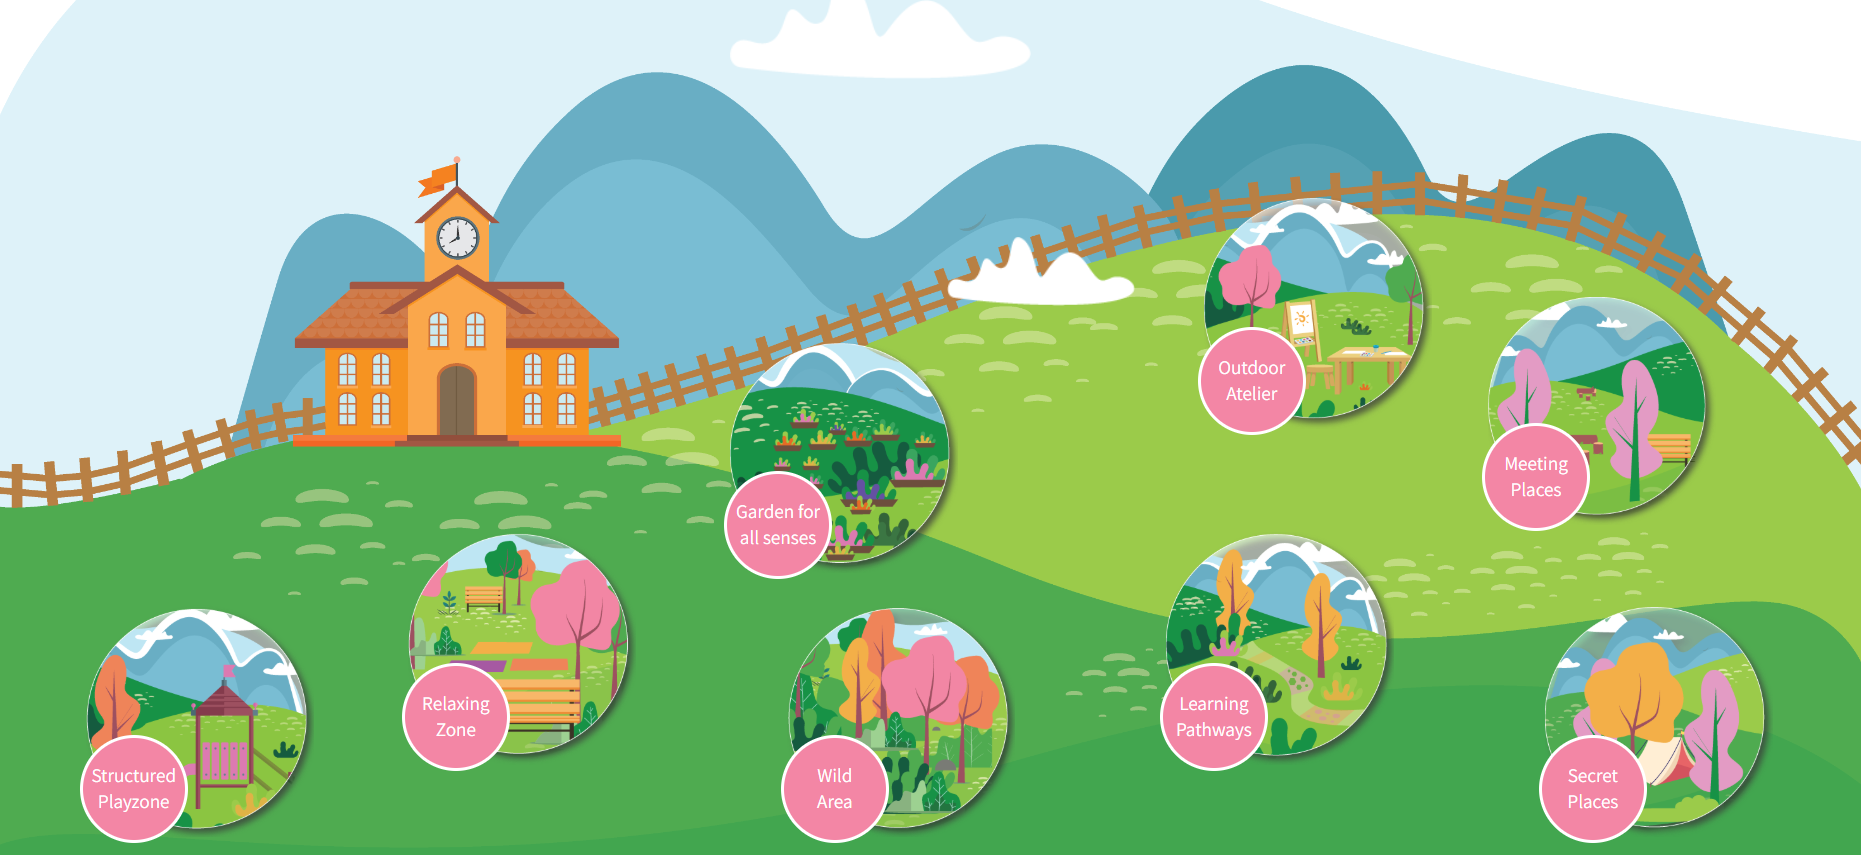 Outdoor
Atelier
Meeting
Places
Garden for
all senses
Relaxing
Zone
Learning
Pathways
Structured
Playzone
Wild
Area
Secret
Places